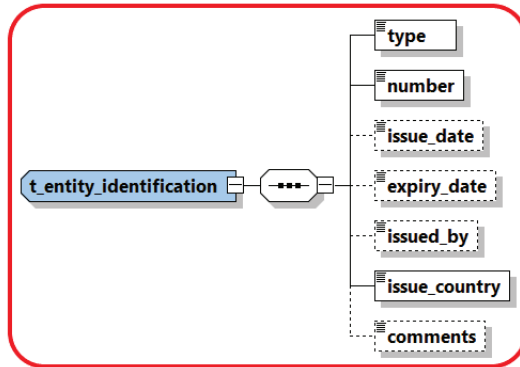 type
number
issue_date
t_entity_identification
expiry_date
issued_by
issue_country
comments